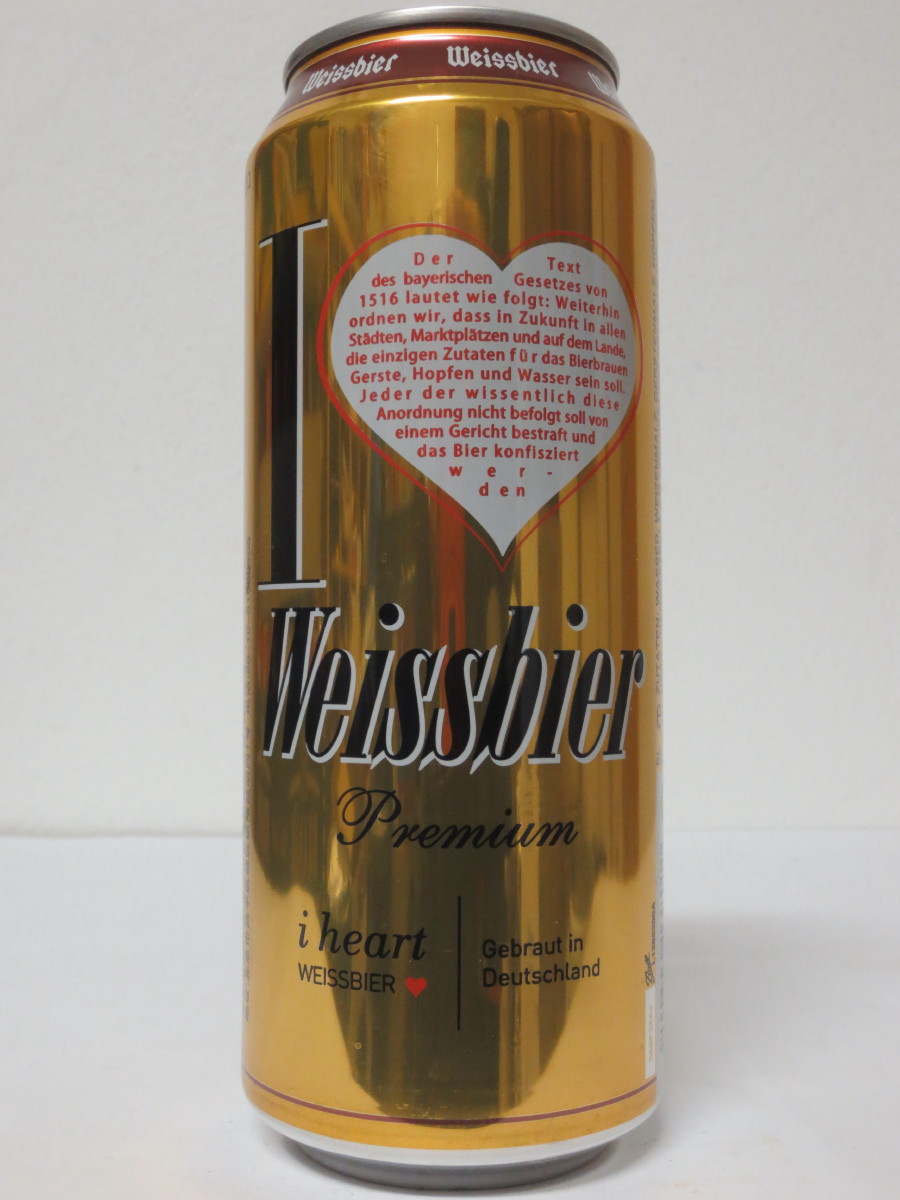 Weissbier Weissbier
I
Der Text
des bayerischen Gesetzes von
1516 lautet wie folgt: Weiterhin
ordnen wir, dass in Zukunft in allen
Städten, Marktplätzen und auf dem Lande,
die einzigen Zutaten für das Bierbrauen
Gerste, Hopfen und Wasser sein soll.
Jeder der wissentlich diese
Anordnung nicht befolgt soll von
einem Gericht bestraft und
das Bier konfisziert
wer-
den
Weissbier
Premium
i heart
WEISSBIER
Gebraut in
Deutschland